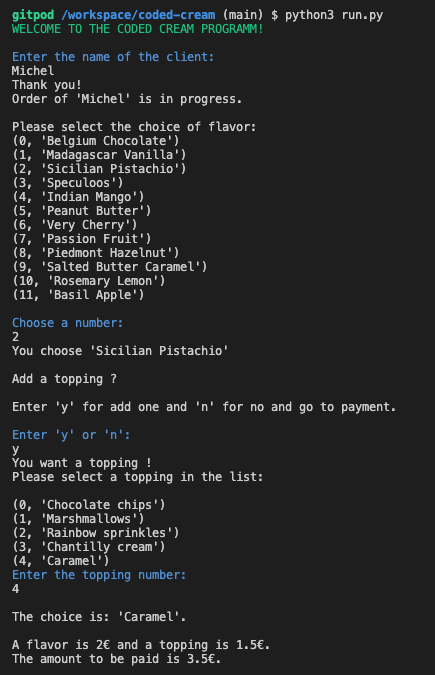 gitpod /workspace/coded-cream (main) $ python3 run.py
WELCOME TO THE CODED CREAM PROGRAMM!
Enter the name of the client:
Michel
Thank you!
Order of 'Michel' is in progress.
Please select the choice of flavor:
(0, 'Belgium Chocolate')
(1, 'Madagascar Vanilla')
(2, 'Sicilian Pistachio')
(3, 'Speculoos')
(4, 'Indian Mango')
(5, 'Peanut Butter')
(6, 'Very Cherry')
(7, 'Passion Fruit')
(8, 'Piedmont Hazelnut')
(9, 'Salted Butter Caramel')
(10, 'Rosemary Lemon')
(11, 'Basil Apple')
Choose a number:
2
You choose 'Sicilian Pistachio'
Add a topping ?
Enter 'y' for add one and 'n' for no and go to payment.
Enter 'y' or 'n':
y
You want a topping !
Please select a topping in the list:
(0, 'Chocolate chips')
(1, 'Marshmallows')
(2, 'Rainbow sprinkles')
(3, 'Chantilly cream')
(4, 'Caramel')
Enter the topping number:
4
The choice is: 'Caramel'.
A flavor is 2€ and a topping is 1.5€.
The amount to be paid is 3.5€.